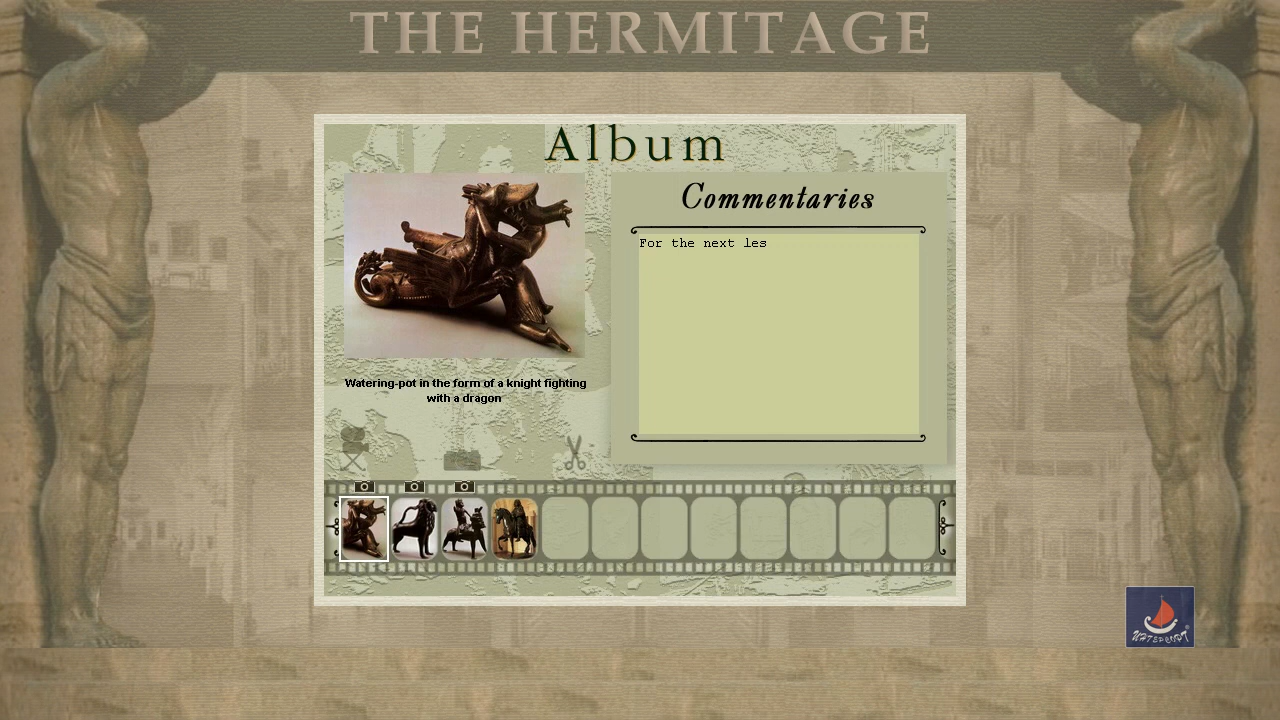 THE HERMITAGE
Album
Commentaries
For the next les
Watering-pot in the form of a knight fighting
with a dragon